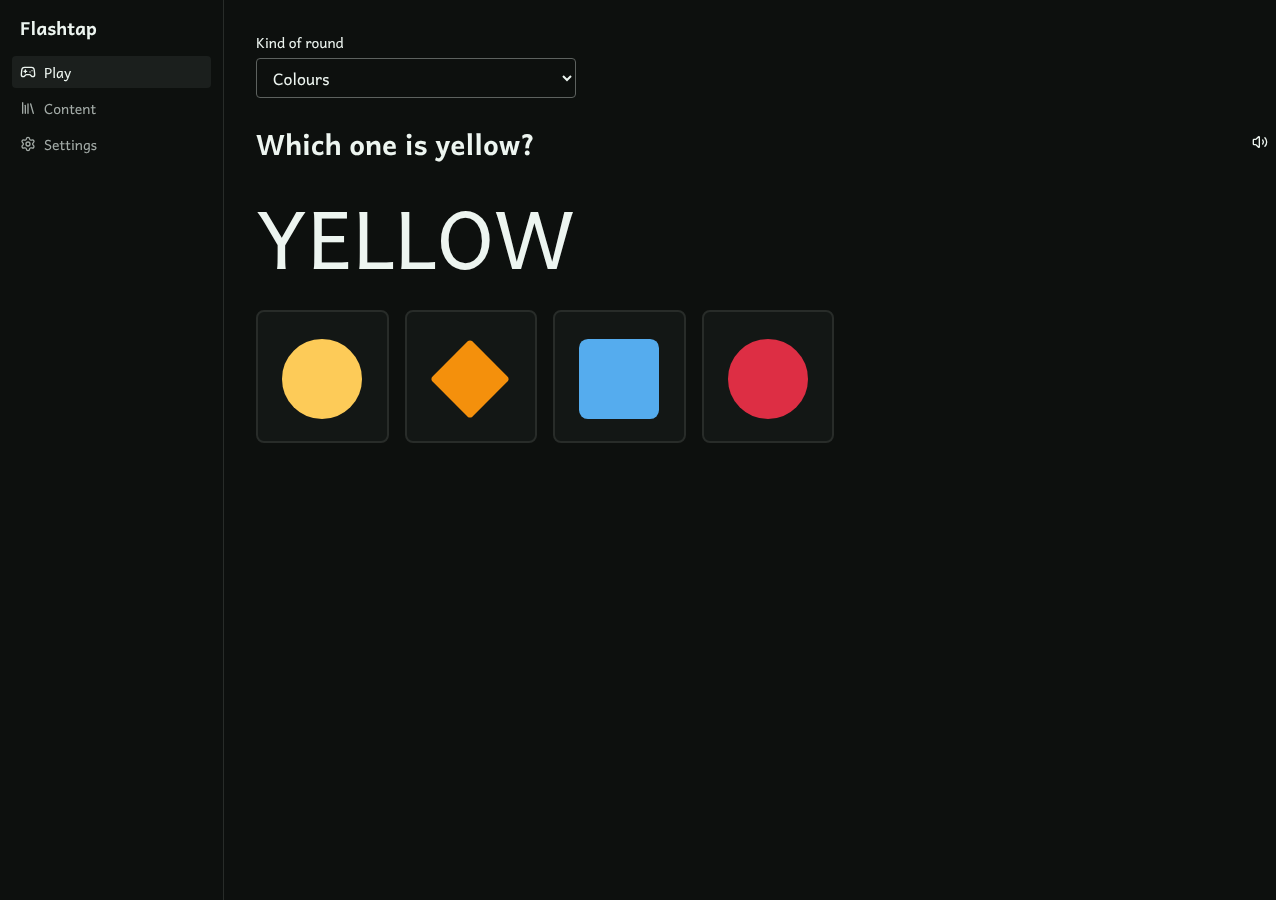 Flashtap
Play
Content
Settings
Kind of round
Colours
Which one is yellow?
YELLOW